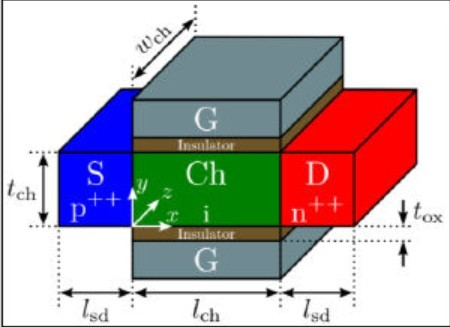 w_ch
G
Insulator
S Ch D
t_ch
y
z
p^++ x i n^++
t_ox
Insulator
G
l_sd l_ch l_sd